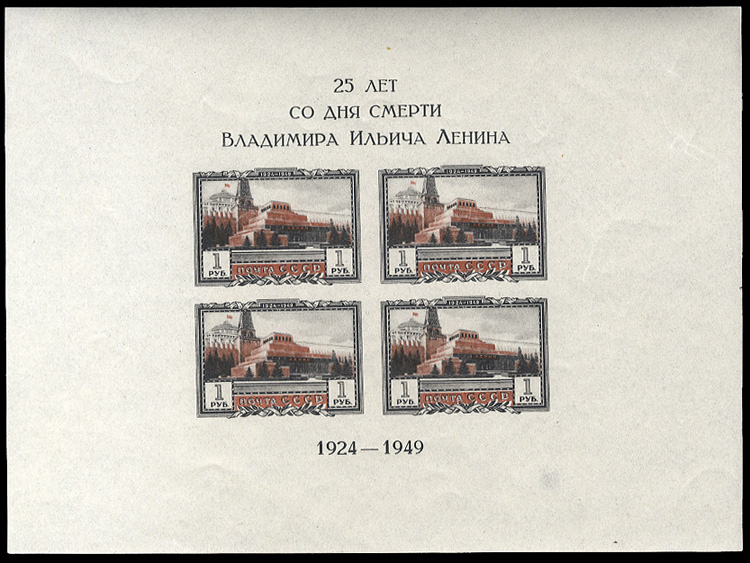 25 ЛЕТ
СО ДНЯ СМЕРТИ
ВЛАДИМИРА ИЛЬИЧА ЛЕНИНА
1924-1949
1924-1949
1 РУБ. ПОЧТА СССР 1 РУБ.
1 РУБ. ПОЧТА СССР 1 РУБ.
1924-1949
1924-1949
1 РУБ. ПОЧТА СССР 1 РУБ.
1 РУБ. ПОЧТА СССР 1 РУБ.
1924—1949